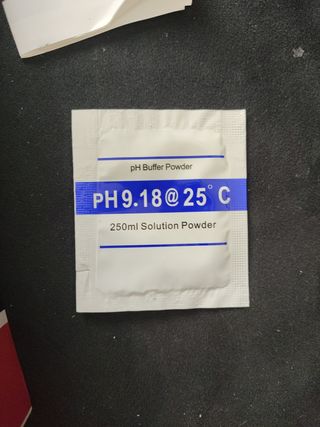 pH Buffer Powder
PH9.18@25°C
250ml Solution Powder